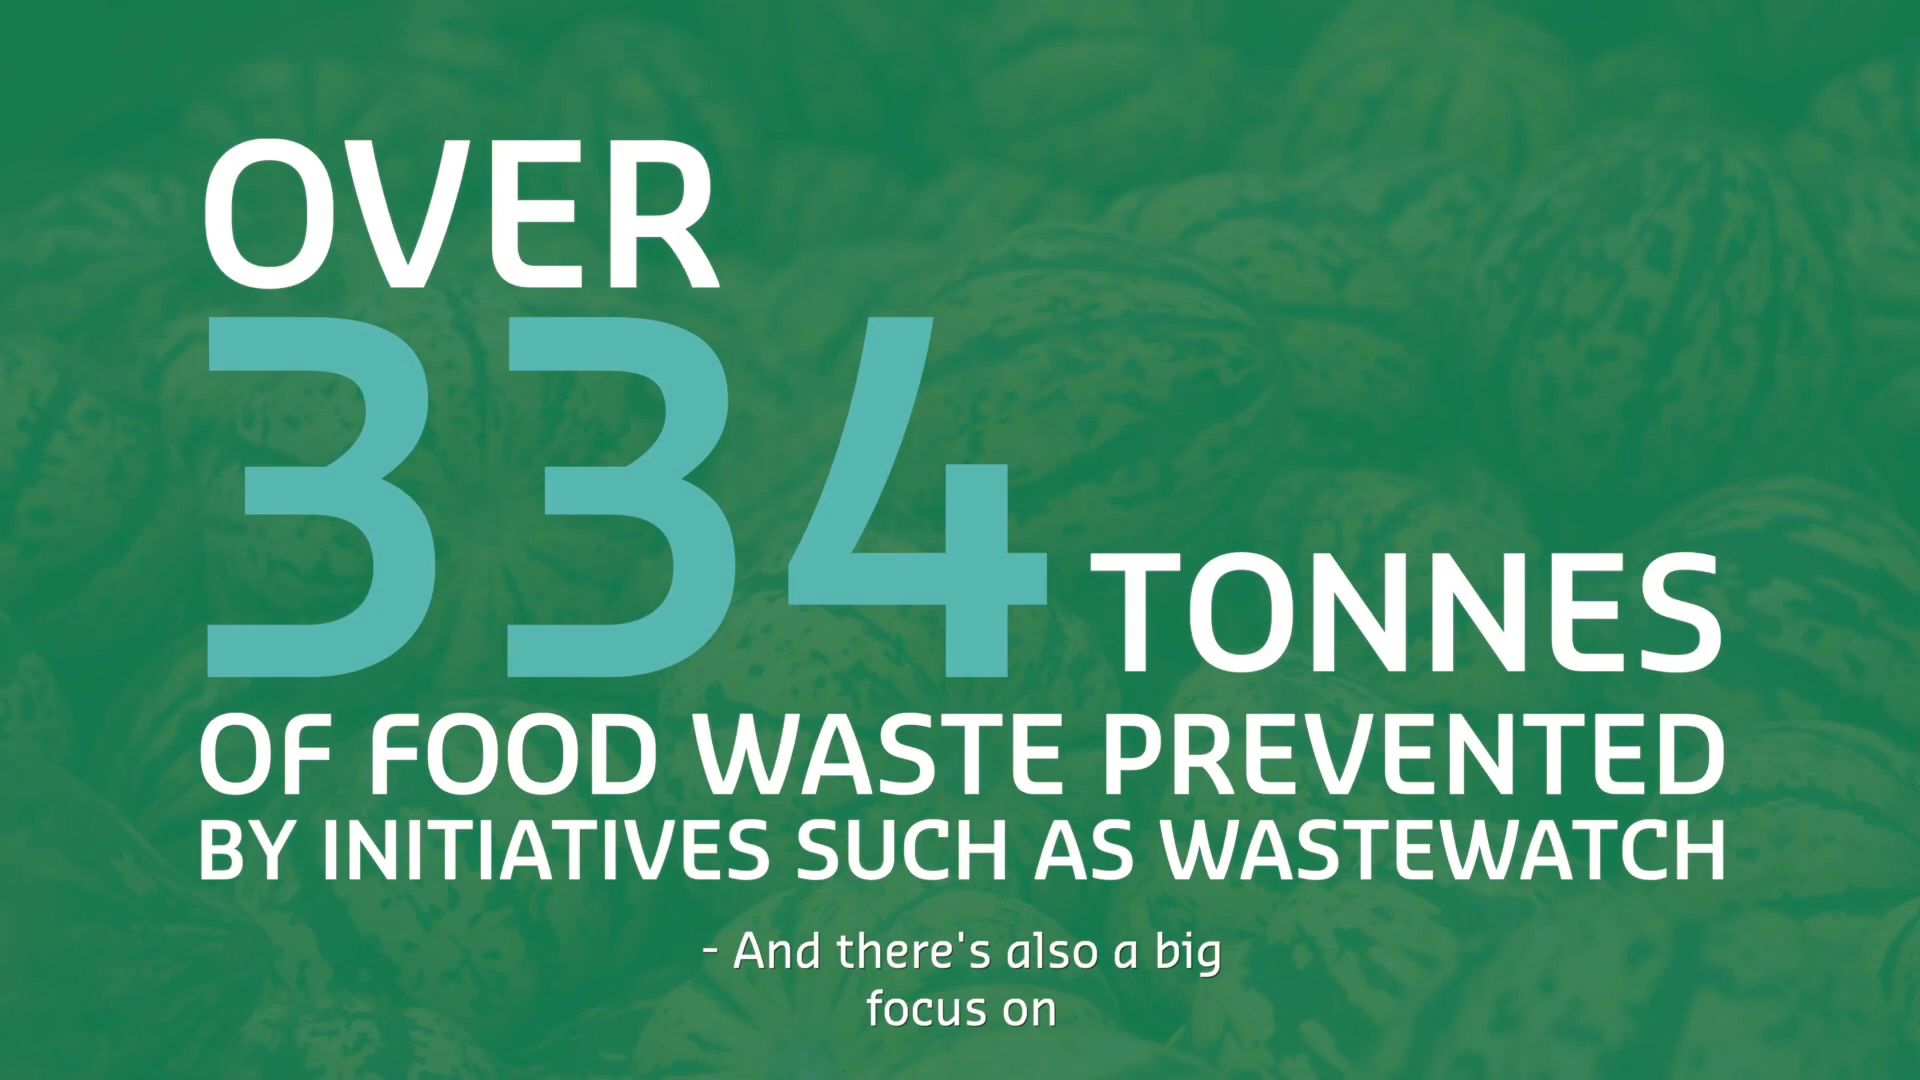 OVER
334 TONNES
OF FOOD WASTE PREVENTED
BY INITIATIVES SUCH AS WASTEWATCH
- And there's also a big
focus on